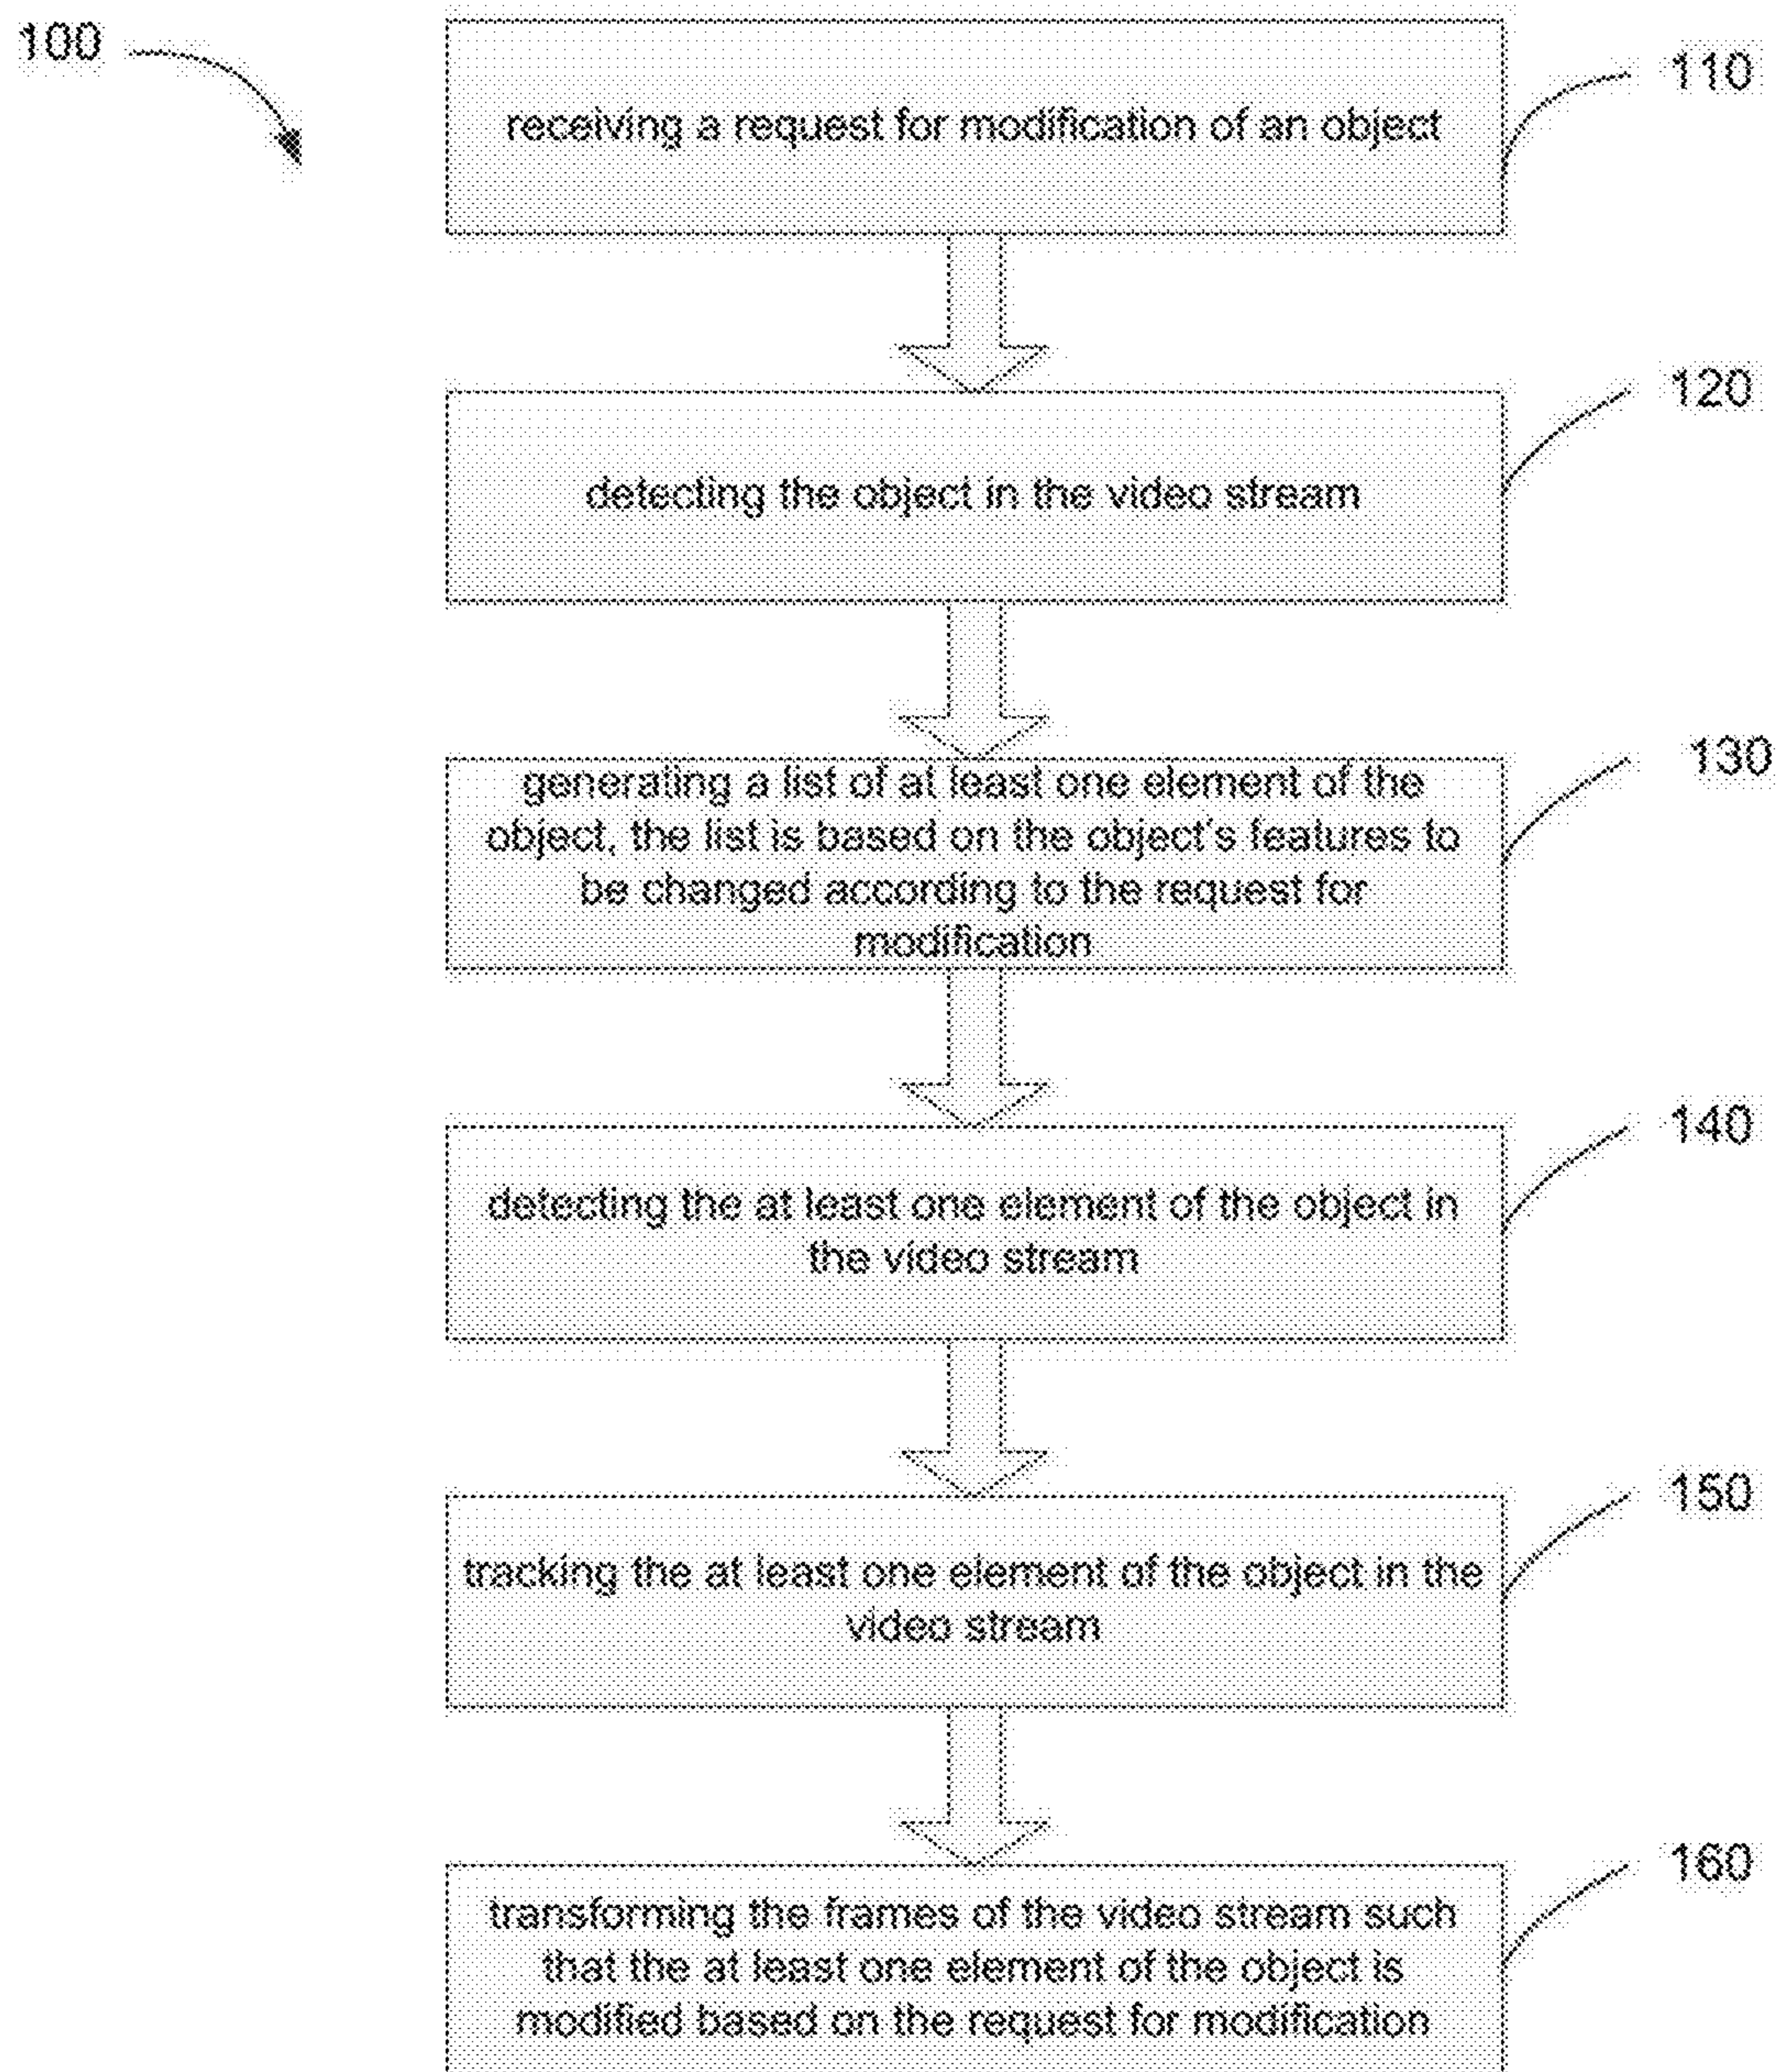 100
110
receiving a request for modification of an object
120
detecting the object in the video stream
130
generating a list of at least one element of the
object, the list is based on the object's features to
be changed according to the request for
modification
140
detecting the at least one element of the object in
the video stream
150
tracking the at least one element of the object in the
video stream
160
transforming the frames of the video stream such
that the at least one element of the object is
modified based on the request for modification